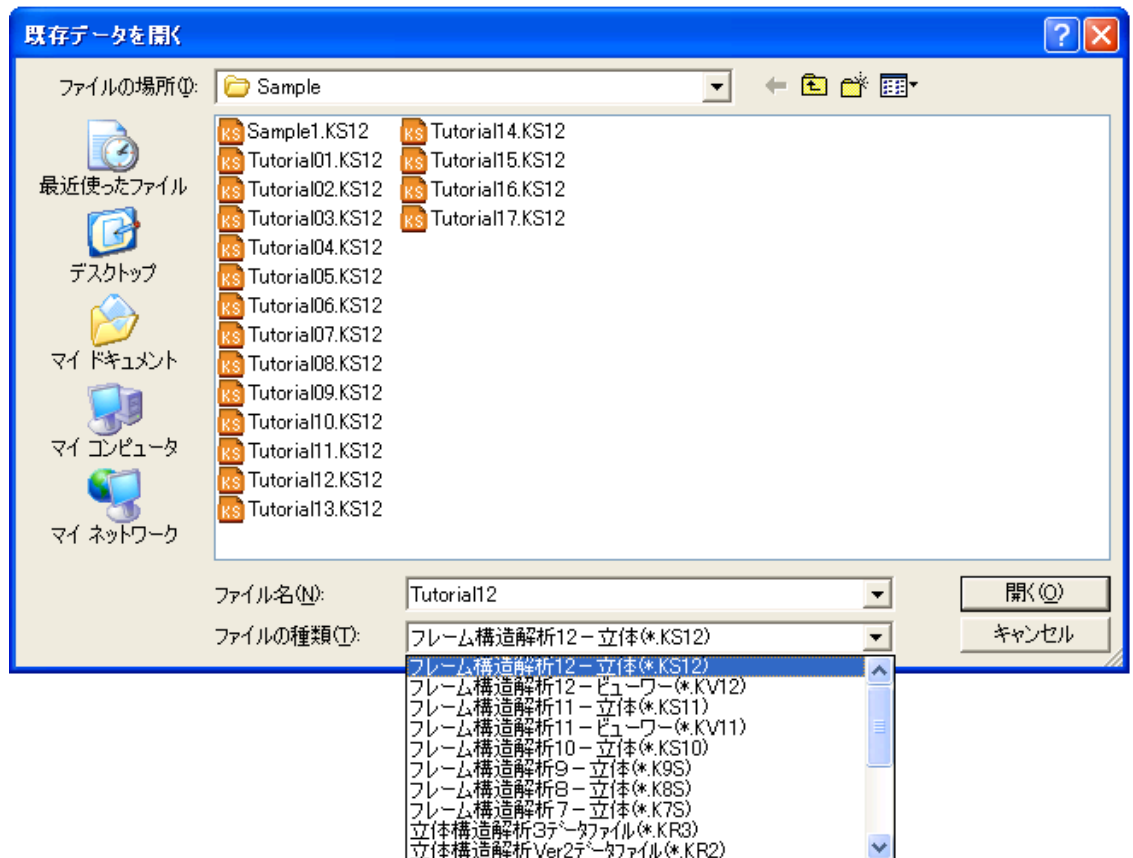 既存データを開く
ファイルの場所(I):
Sample
最近使ったファイル
デスクトップ
マイ ドキュメント
マイ コンピュータ
マイ ネットワーク
Sample1.KS12
Tutorial01.KS12
Tutorial02.KS12
Tutorial03.KS12
Tutorial04.KS12
Tutorial05.KS12
Tutorial06.KS12
Tutorial07.KS12
Tutorial08.KS12
Tutorial09.KS12
Tutorial10.KS12
Tutorial11.KS12
Tutorial12.KS12
Tutorial13.KS12
Tutorial14.KS12
Tutorial15.KS12
Tutorial16.KS12
Tutorial17.KS12
ファイル名(N):
Tutorial12
開く(O)
ファイルの種類(T):
フレーム構造解析12-立体(*.KS12)
キャンセル
フレーム構造解析12-立体(*.KS12)
フレーム構造解析12-ビューワー(*.KV12)
フレーム構造解析11-立体(*.KS11)
フレーム構造解析11-ビューワー(*.KV11)
フレーム構造解析10-立体(*.KS10)
フレーム構造解析9-立体(*.K9S)
フレーム構造解析8-立体(*.K8S)
フレーム構造解析7-立体(*.K7S)
立体構造解析3データファイル(*.KR3)
立体構造解析Ver2データファイル(*.KR2)